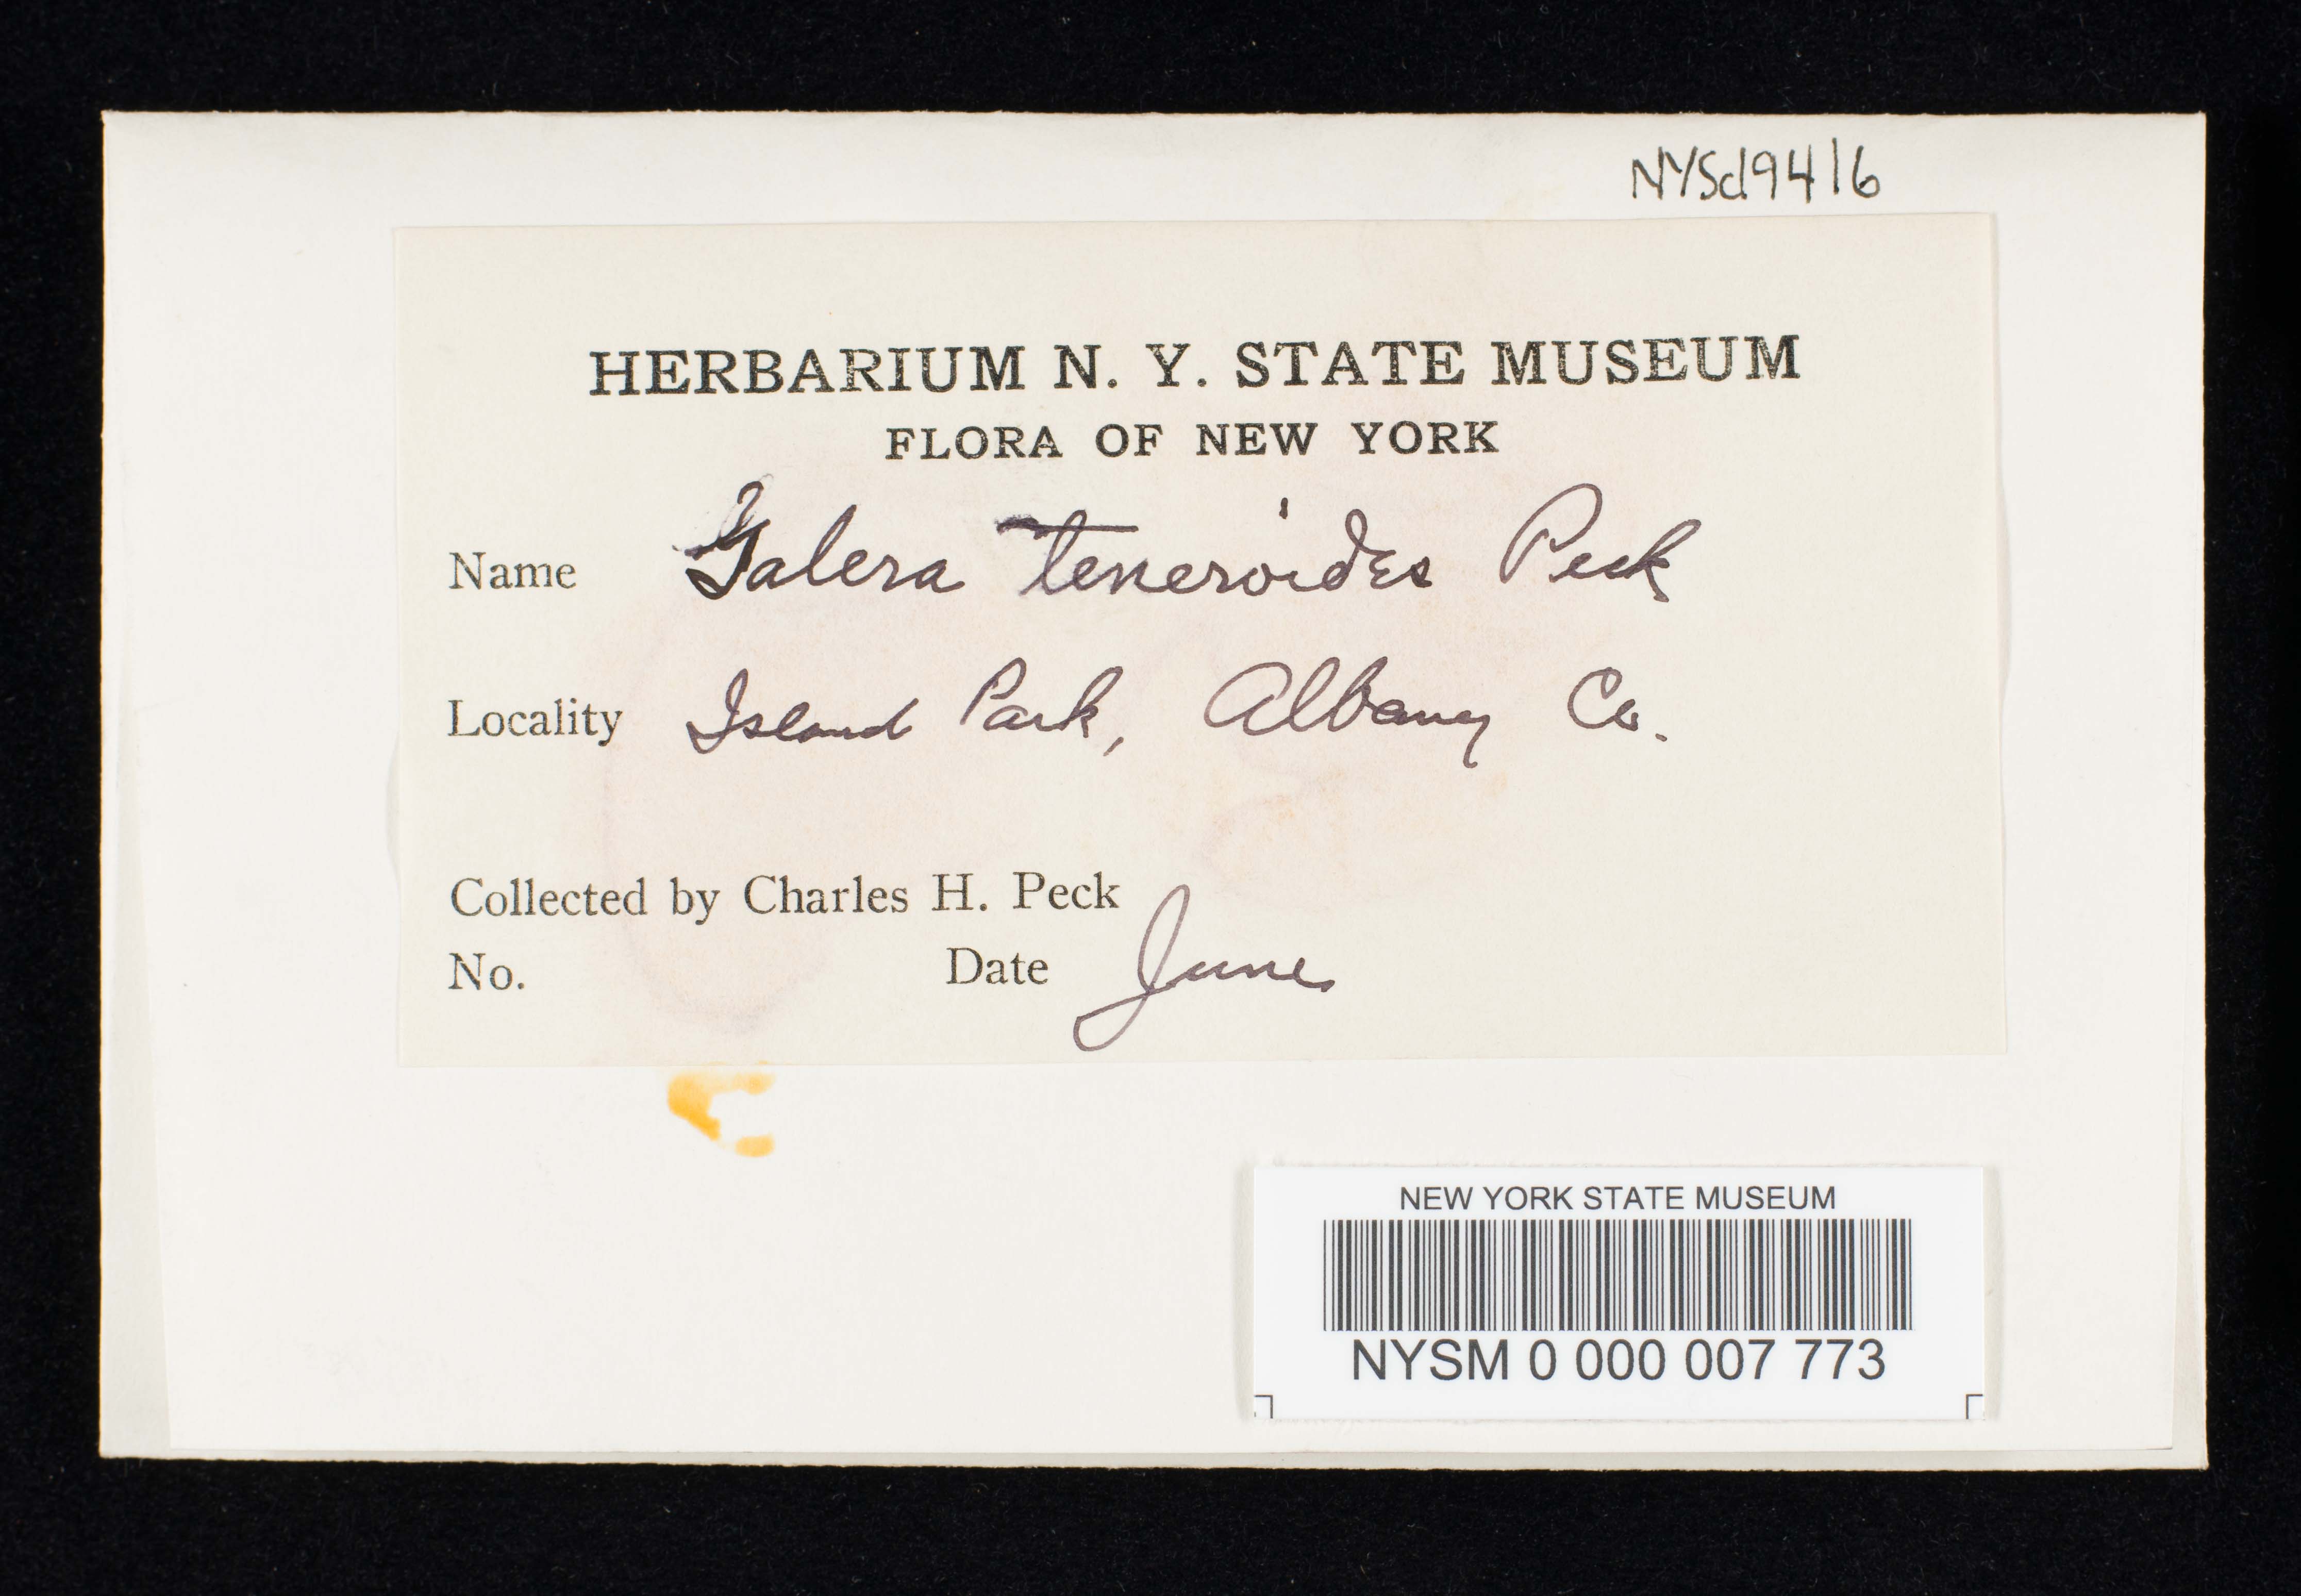 NYSd9416
HERBARIUM N. Y. STATE MUSEUM
FLORA OF NEW YORK
Name Galera teneroides Peck
Locality Island Park, Albany Co.
Collected by Charles H. Peck
No. Date June
NEW YORK STATE MUSEUM
NYSM 0 000 007 773